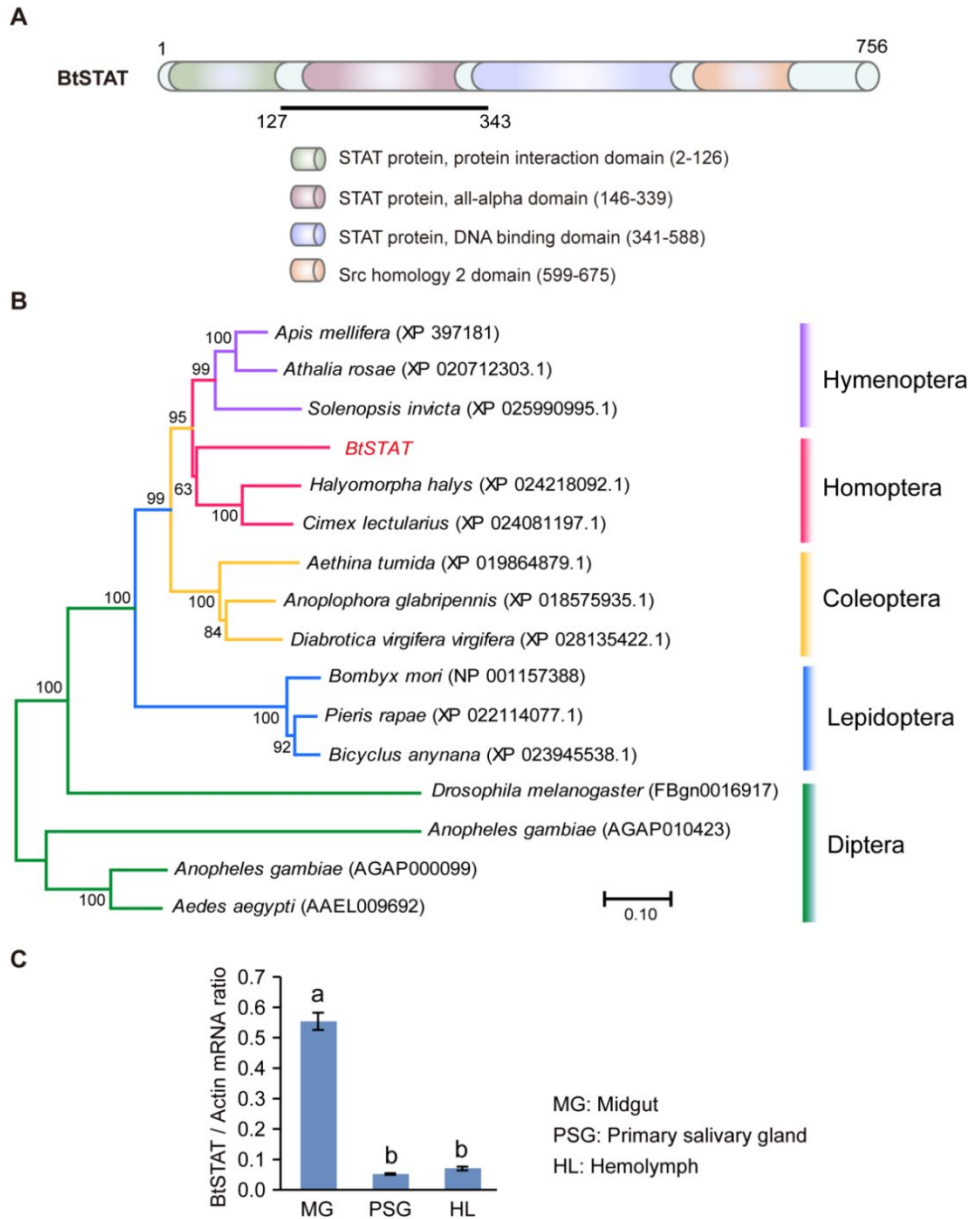 A
1
756
BtSTAT
127
343
STAT protein, protein interaction domain (2-126)
STAT protein, all-alpha domain (146-339)
STAT protein, DNA binding domain (341-588)
Src homology 2 domain (599-675)
B
100
Apis mellifera (XP 397181)
99
Athalia rosae (XP 020712303.1)
Hymenoptera
95
Solenopsis invicta (XP 025990995.1)
BtSTAT
99
63
Halyomorpha halys (XP 024218092.1)
Homoptera
100
Cimex lectularius (XP 024081197.1)
Aethina tumida (XP 019864879.1)
100
100
Anoplophora glabripennis (XP 018575935.1)
Coleoptera
84
Diabrotica virgifera virgifera (XP 028135422.1)
100
Bombyx mori (NP 001157388)
100
Pieris rapae (XP 022114077.1)
Lepidoptera
92
Bicyclus anynana (XP 023945538.1)
Drosophila melanogaster (FBgn0016917)
Anopheles gambiae (AGAP010423)
Diptera
Anopheles gambiae (AGAP000099)
100
Aedes aegypti (AAEL009692)
0.10
C
BtSTAT / Actin mRNA ratio
0.7
0.6
0.5
0.4
0.3
0.2
0.1
0.0
a
b
b
MG
PSG
HL
MG: Midgut
PSG: Primary salivary gland
HL: Hemolymph